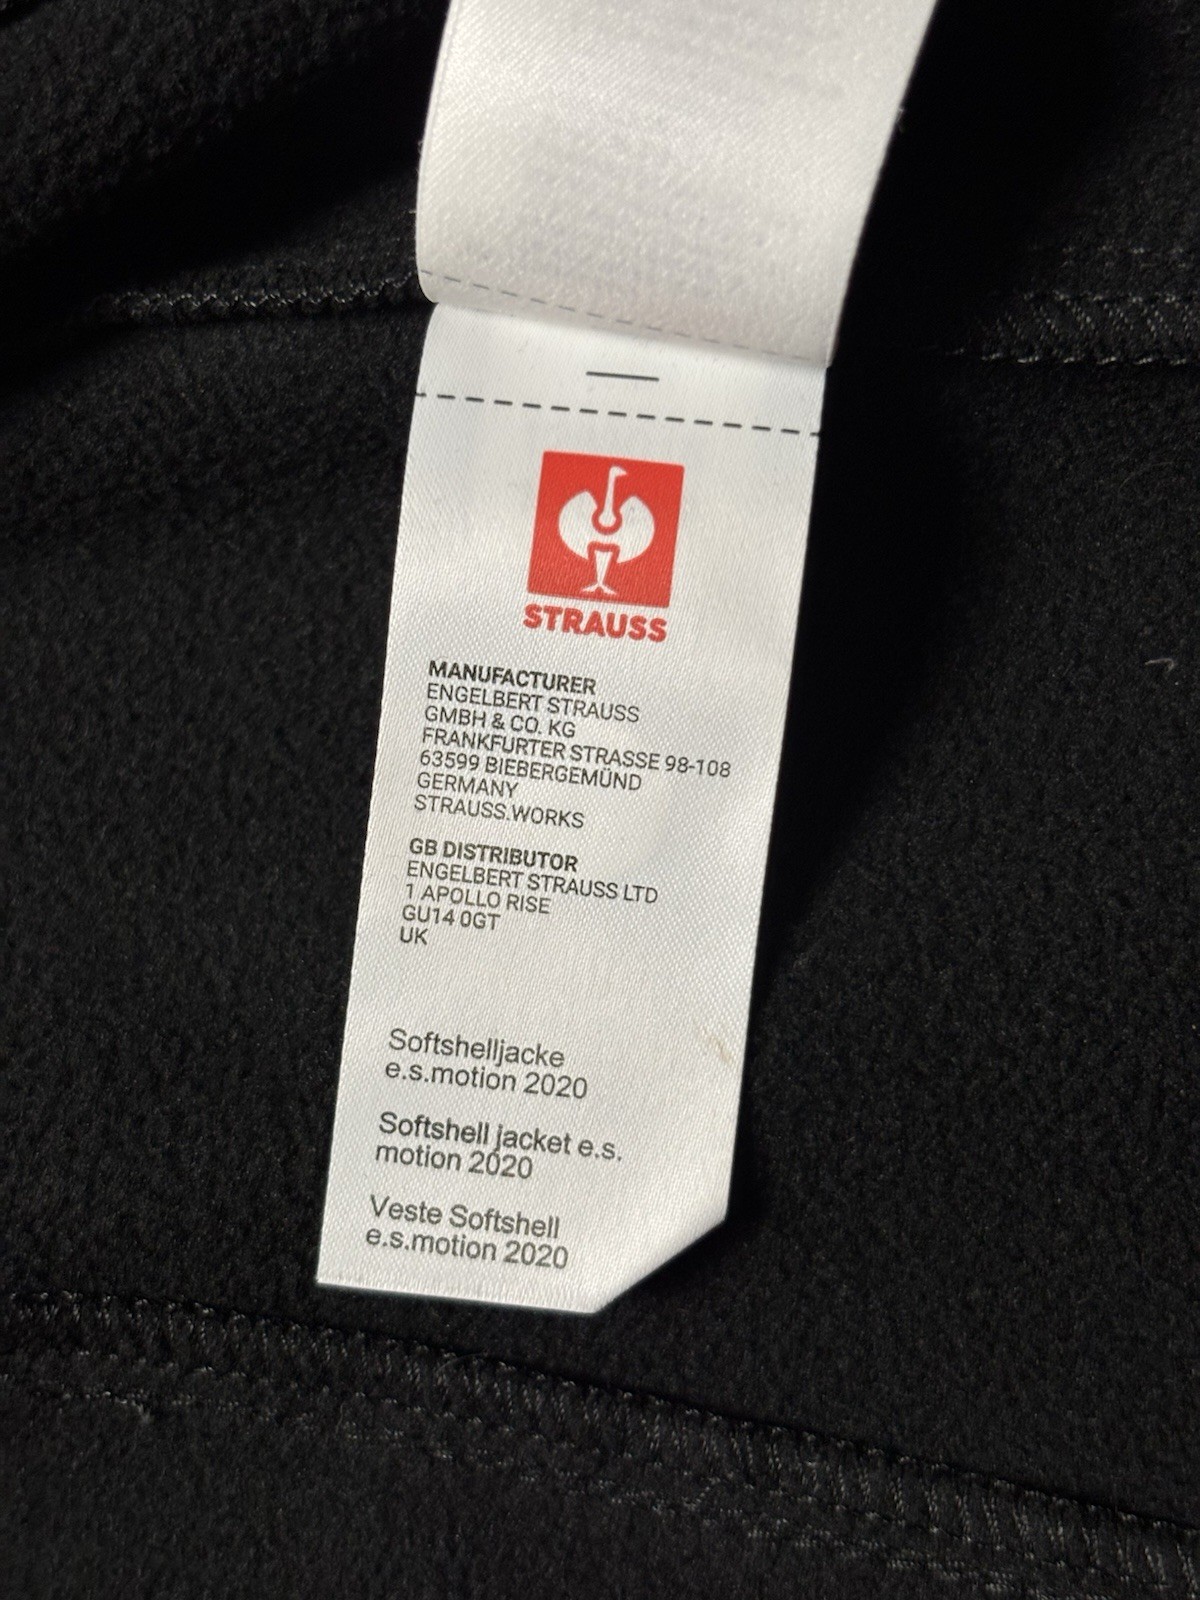 STRAUSS
MANUFACTURER
ENGELBERT STRAUSS
GMBH & CO. KG
FRANKFURTER STRASSE 98-108
63599 BIEBERGEMÜND
GERMANY
STRAUSS.WORKS
GB DISTRIBUTOR
ENGELBERT STRAUSS LTD
1 APOLLO RISE
GU14 0GT
UK
Softshelljacke
e.s.motion 2020
Softshell jacket e.s.
motion 2020
Veste Softshell
e.s.motion 2020